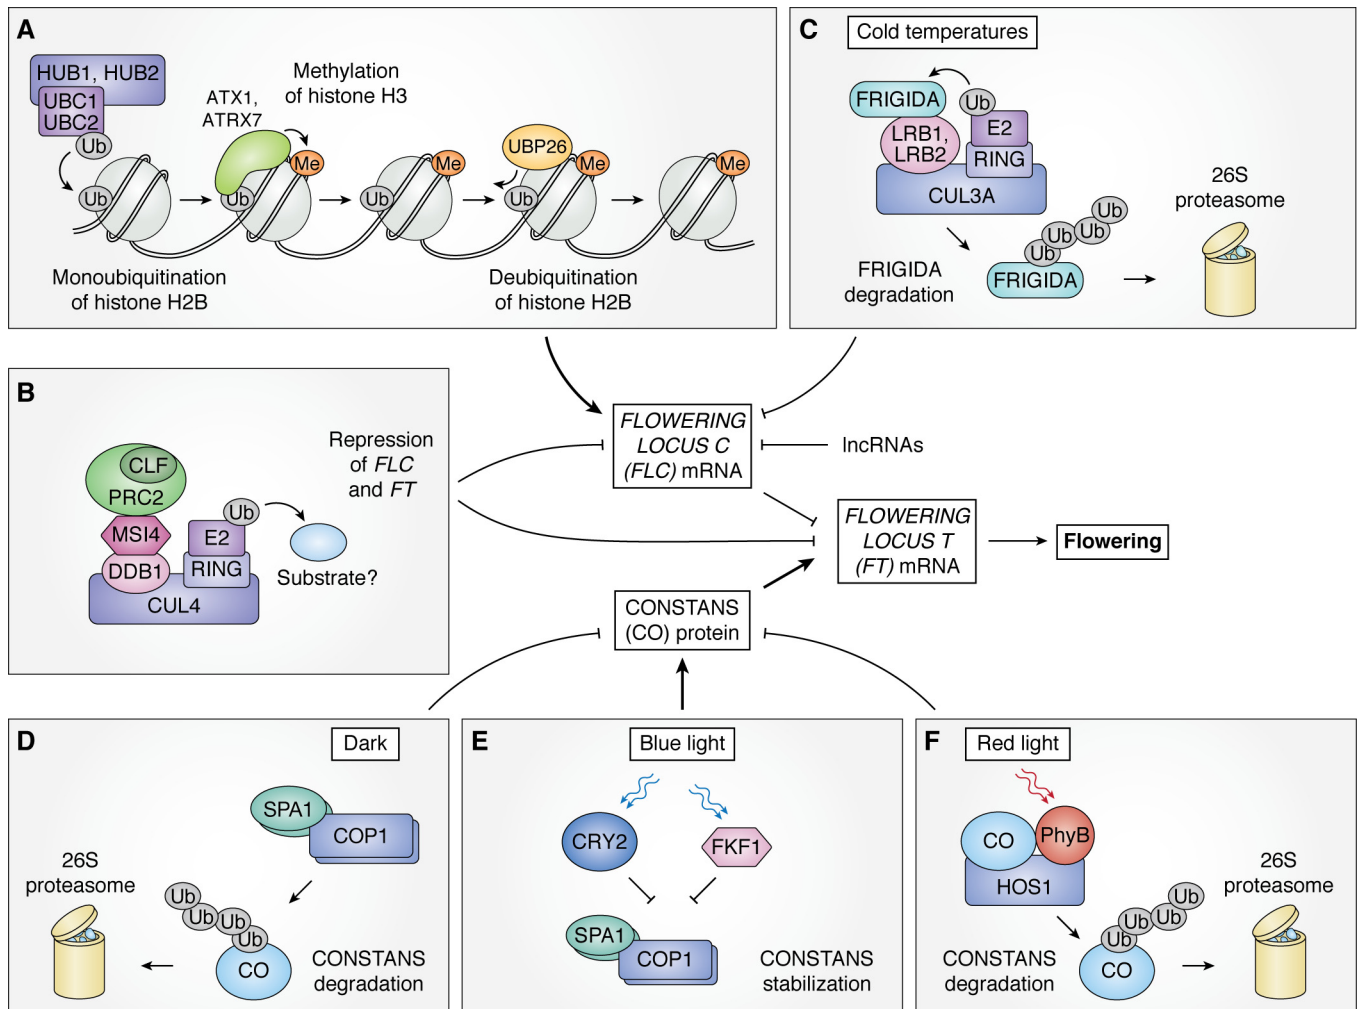 A
HUB1, HUB2
UBC1
UBC2
Ub
Ub
ATX1,
ATRX7
Methylation
of histone H3
Me
Ub
Me
Ub
UBP26
Me
Ub
Me
Monoubiquitination
of histone H2B
Deubiquitination
of histone H2B
C
Cold temperatures
FRIGIDA
Ub
LRB1,
LRB2
E2
RING
CUL3A
26S
proteasome
Ub
Ub
Ub
Ub
FRIGIDA
degradation
FRIGIDA
B
CLF
PRC2
MSI4
DDB1
Ub
E2
RING
CUL4
Substrate?
Repression
of FLC
and FT
FLOWERING
LOCUS C
(FLC) mRNA
lncRNAs
FLOWERING
LOCUS T
(FT) mRNA
Flowering
CONSTANS
(CO) protein
D
Dark
SPA1
COP1
26S
proteasome
Ub
Ub
Ub
Ub
CO
CONSTANS
degradation
E
Blue light
CRY2
FKF1
SPA1
COP1
CONSTANS
stabilization
F
Red light
CO
PhyB
HOS1
26S
proteasome
Ub
Ub
Ub
Ub
CO
CONSTANS
degradation